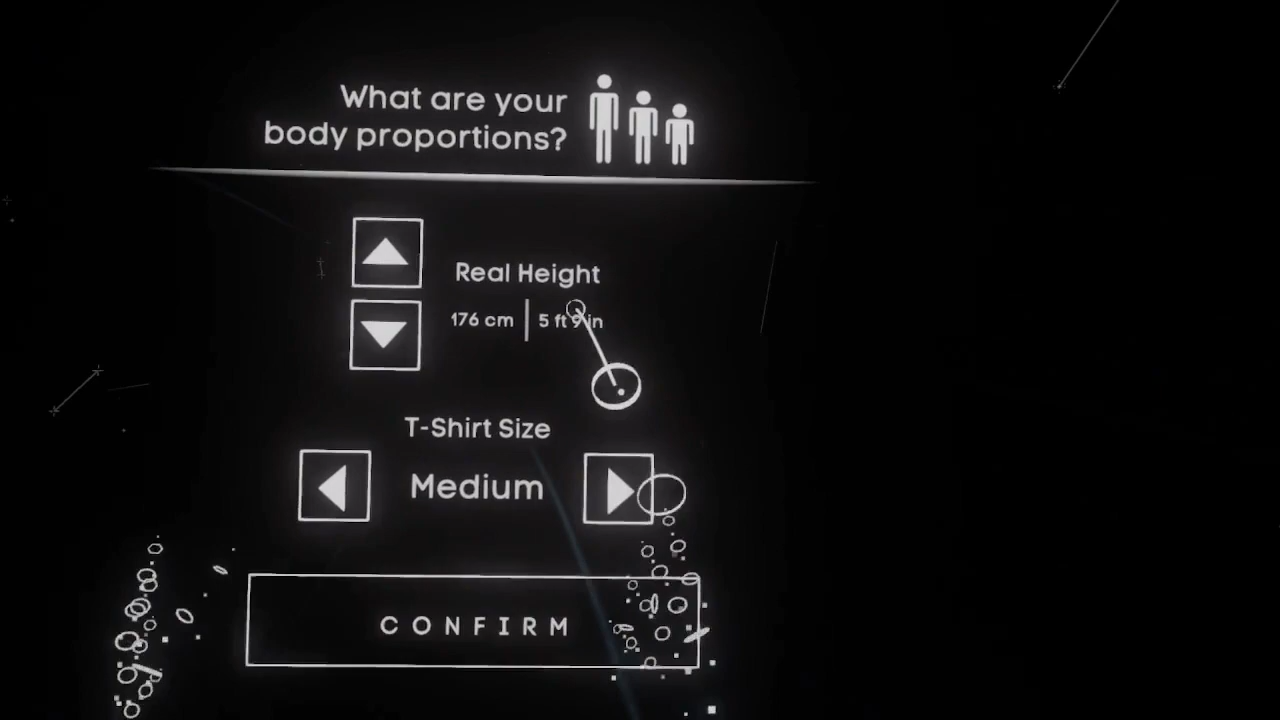 What are your
body proportions?
Real Height
176 cm | 5 ft 9 in
T-Shirt Size
Medium
CONFIRM